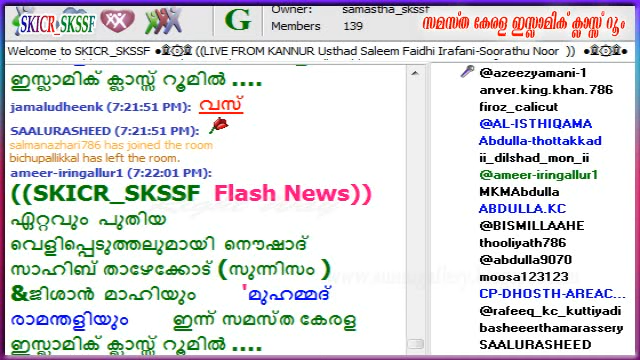 SKICR_SKSSF
G
Owner: samastha_skssf
Members 139
സമസ്ത കേരള ഇസ്ലാമിക് ക്ലാസ്സ് റൂം
Welcome to SKICR_SKSSF ●۩۞۩ ((LIVE FROM KANNUR Usthad Saleem Faidhi Irafani-Soorathu Noor )) ●۩۞۩●
ഇസ്ലാമിക് ക്ലാസ്സ് റൂമിൽ ....
jamaludheenk (7:21:51 PM): വസ്
SAALURASHEED (7:21:51 PM):
salmanazhari786 has joined the room
bichupallikkal has left the room.
ameer-iringallur1 (7:22:01 PM):
((SKICR_SKSSF Flash News))
ഏറ്റവും പുതിയ
വെളിപ്പെടുത്തലുമായി നൌഷാദ്
സാഹിബ് താഴേക്കോട് (സുന്നിസം )
&ജിശാൻ മാഹിയും 'മുഹമ്മദ്
രാമന്തളിയും ഇന്ന് സമസ്ത കേരള
ഇസ്ലാമിക് ക്ലാസ്സ് റൂമിൽ ....
@azeezyamani-1
anver.king.khan.786
firoz_calicut
@AL-ISTHIQAMA
Abdulla-thottakkad
ii_dilshad_mon_ii
@ameer-iringallur1
MKMAbdulla
ABDULLA.KC
@BISMILLAAHE
thooliyath786
@abdulla9070
moosa123123
CP-DHOSTH-AREAC...
@rafeeq_kc_kuttiyadi
basheeerthamarassery
SAALURASHEED